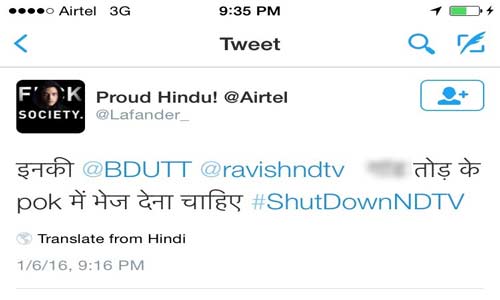 Airtel 3G 9:35 PM
Tweet
F CK
SOCIETY.
Proud Hindu! @Airtel
@Lafander_
इनकी @BDUTT @ravishndtv तोड़ के
pok में भेज देना चाहिए #ShutDownNDTV
Translate from Hindi
1/6/16, 9:16 PM